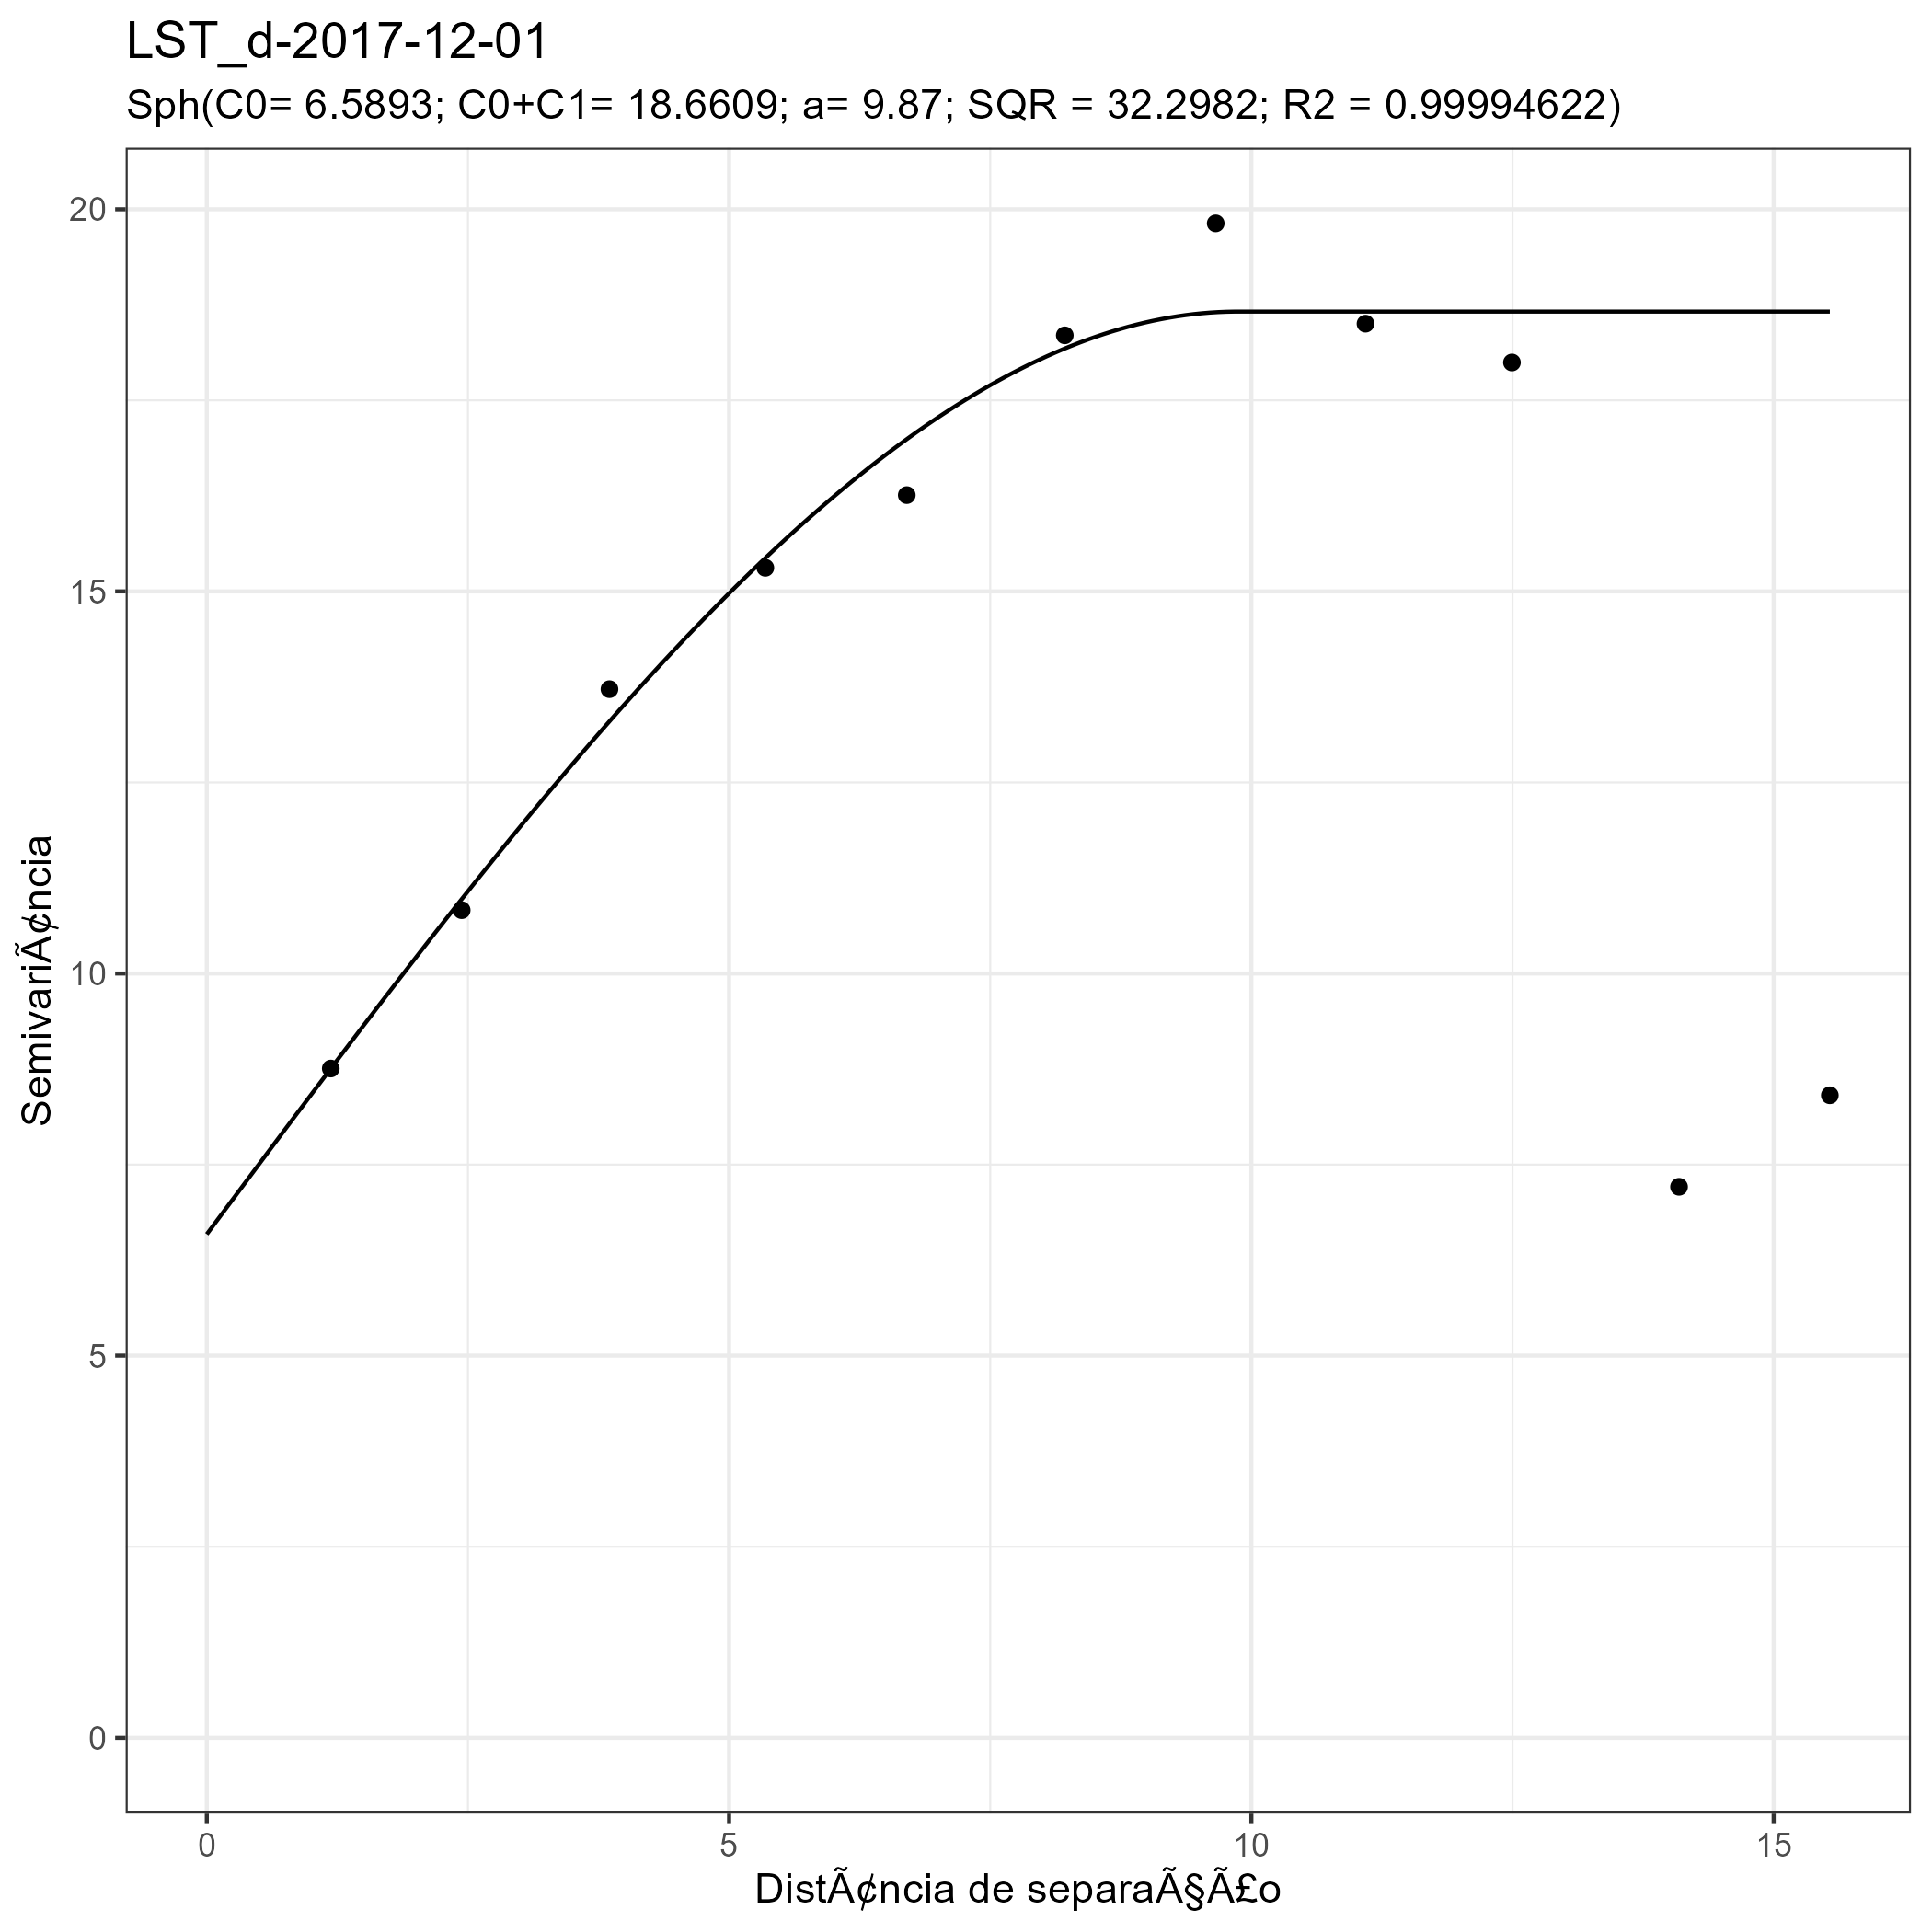 LST_d-2017-12-01
Sph(C0= 6.5893; C0+C1= 18.6609; a= 9.87; SQR = 32.2982; R2 = 0.99994622)
SemivariÃ¢ncia
20
15
10
5
0
0 5 10 15
DistÃ¢ncia de separaÃ§Ã£o